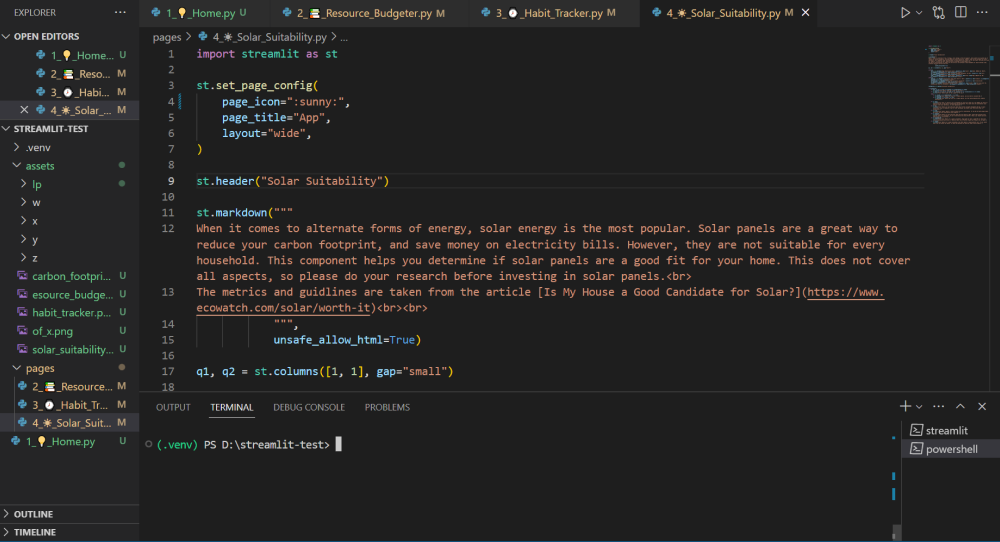 EXPLORER ...
OPEN EDITORS
1_💡_Home... U
2_📚_Reso... M
3_⏱_Habi... M
4_☀_Solar_... M
STREAMLIT-TEST
.venv
assets
lp
w
x
y
z
carbon_footpri... U
esource_budge... U
habit_tracker.p... U
of_x.png U
solar_suitability... U
pages
2_📚_Resource... M
3_⏱_Habit_Tr... M
4_☀_Solar_Suit... M
1_💡_Home.py U
OUTLINE
TIMELINE
1_💡_Home.py U 2_📚_Resource_Budgeter.py M 3_⏱_Habit_Tracker.py M 4_☀_Solar_Suitability.py M
pages > 4_☀_Solar_Suitability.py > ...
1 import streamlit as st
2
3 st.set_page_config(
4 page_icon=":sunny:",
5 page_title="App",
6 layout="wide",
7 )
8
9 st.header("Solar Suitability")
10
11 st.markdown("""
12 When it comes to alternate forms of energy, solar energy is the most popular. Solar panels are a great way to
reduce your carbon footprint, and save money on electricity bills. However, they are not suitable for every
household. This component helps you determine if solar panels are a good fit for your home. This does not cover
all aspects, so please do your research before investing in solar panels.<br>
13 The metrics and guidlines are taken from the article [Is My House a Good Candidate for Solar?](https://www.
ecowatch.com/solar/worth-it)<br><br>
14 """,
15 unsafe_allow_html=True)
16
17 q1, q2 = st.columns([1, 1], gap="small")
18
OUTPUT TERMINAL DEBUG CONSOLE PROBLEMS
(.venv) PS D:\streamlit-test>
streamlit
powershell